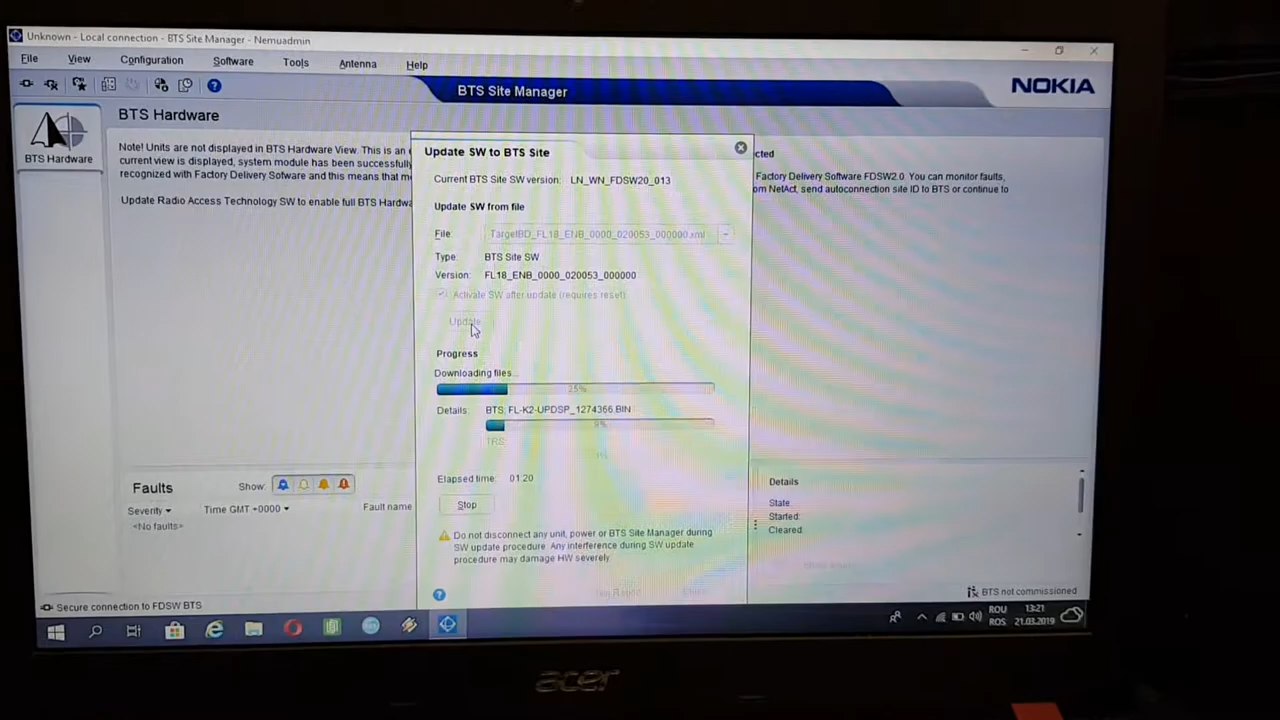 Unknown - Local connection - BTS Site Manager - Nemuadmin
File View Configuration Software Tools Antenna Help
BTS Site Manager
NOKIA
BTS Hardware
BTS Hardware
Note! Units are not displayed in BTS Hardware View. This is an
current view is displayed, system module has been successfully
recognized with Factory Delivery Sofware and this means that
Update Radio Access Technology SW to enable full BTS
cted
Factory Delivery Software FDSW2.0. You can monitor faults,
om NetAct, send autoconnection site ID to BTS or continue to
Update SW to BTS Site
Current BTS Site SW version: LN_WN_FDSW20_013
Update SW from file
File: TargetBD_FL18_ENB_0000_020053_000000.xml
Type: BTS Site SW
Version: FL18_ENB_0000_020053_000000
Activate SW after update (requires reset)
Update
Progress
Downloading files...
25%
Details: BTS: FL-K2-UPDSP_1274366.BIN
9%
TRS:
Elapsed time: 01:20
Stop
Do not disconnect any unit, power or BTS Site Manager during
SW update procedure. Any interference during SW update
procedure may damage HW severely.
Faults Show:
Severity Time GMT +0000 Fault name
<No faults>
Details
State:
Started:
Cleared:
BTS not commissioned
Secure connection to FDSW BTS
ROU 13:21
ROS 21.03.2019
acer